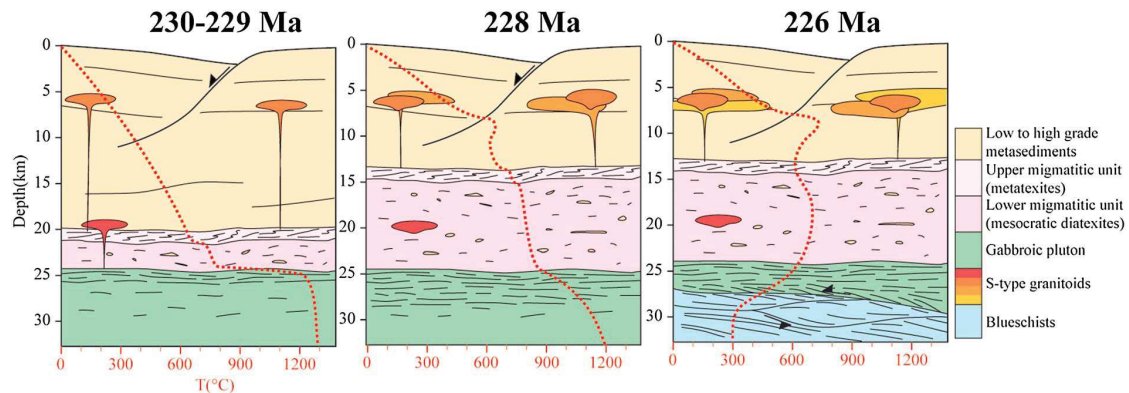 230-229 Ma
228 Ma
226 Ma
Depth(km)
0
5
10
15
20
25
30
0 300 600 900 1200
T(°C)
0
5
10
15
20
25
30
0 300 600 900 1200
0
5
10
15
20
25
30
0 300 600 900 1200
Low to high grade
metasediments
Upper migmatitic unit
(metatexites)
Lower migmatitic unit
(mesocratic diatexites)
Gabbroic pluton
S-type granitoids
Blueschists